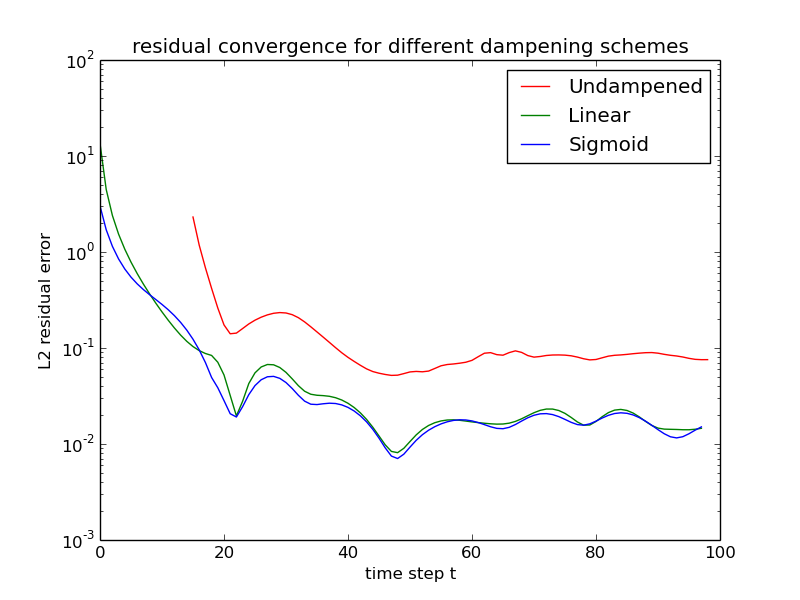 residual convergence for different dampening schemes
Undampened
Linear
Sigmoid
L2 residual error
10^2
10^1
10^0
10^-1
10^-2
10^-3
0 20 40 60 80 100
time step t